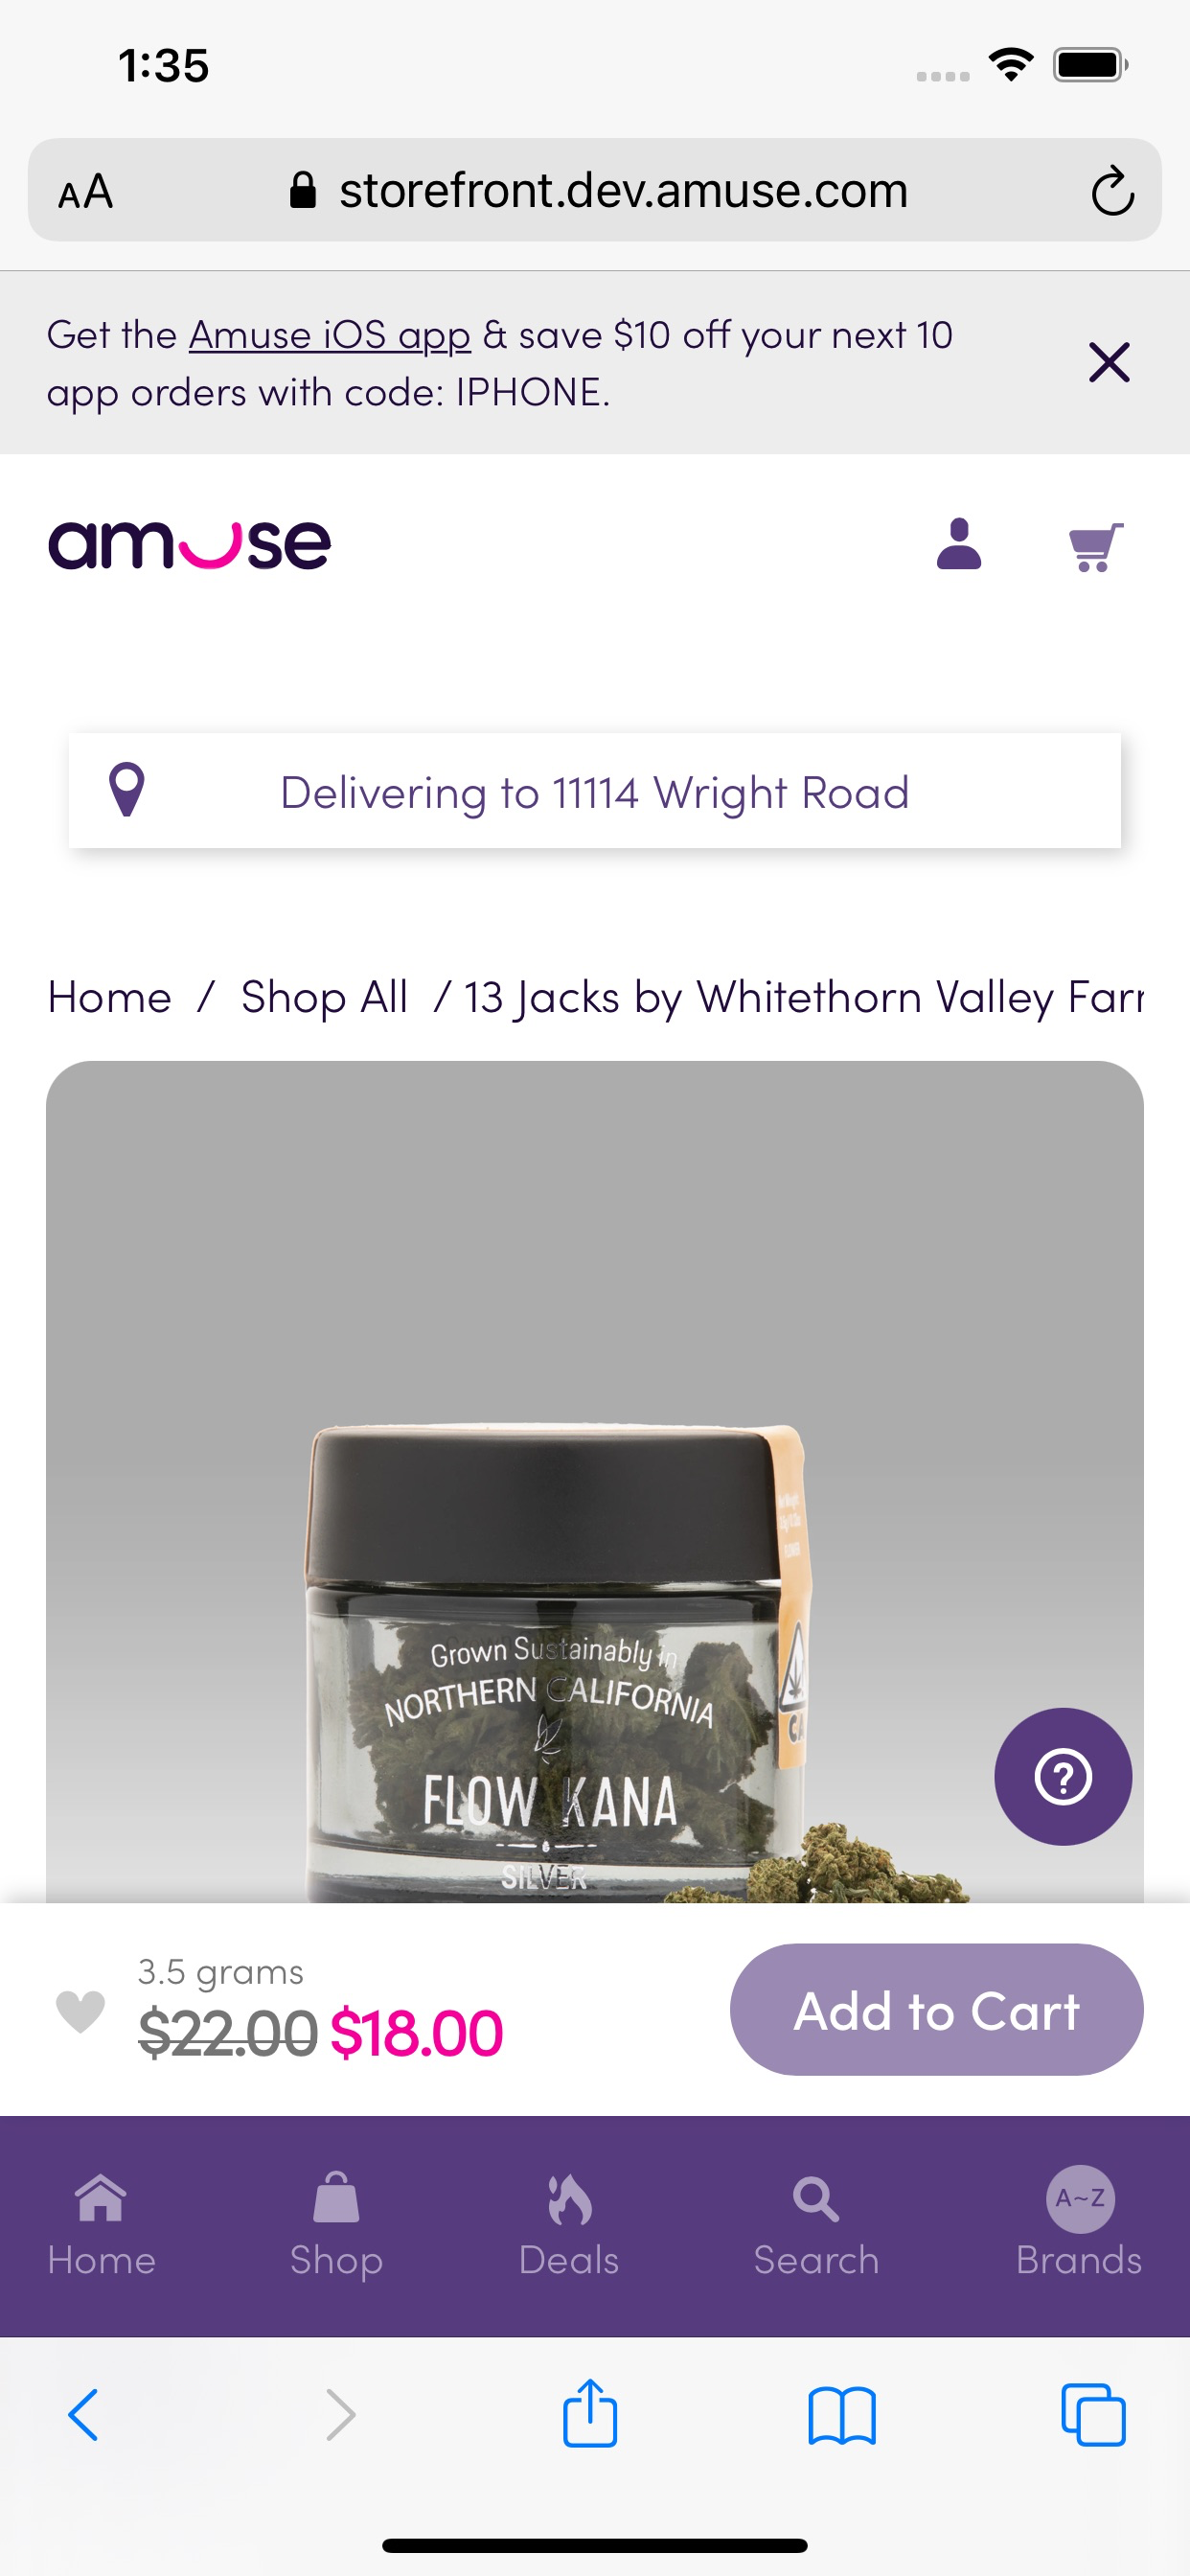 1:35
AA storefront.dev.amuse.com
Get the Amuse iOS app & save $10 off your next 10
app orders with code: IPHONE.
amuse
Delivering to 11114 Wright Road
Home / Shop All / 13 Jacks by Whitethorn Valley Farm
Grown Sustainably in
NORTHERN CALIFORNIA
FLOW KANA
SILVER
CA
?
3.5 grams
$22.00 $18.00
Add to Cart
A~Z
Home Shop Deals Search Brands